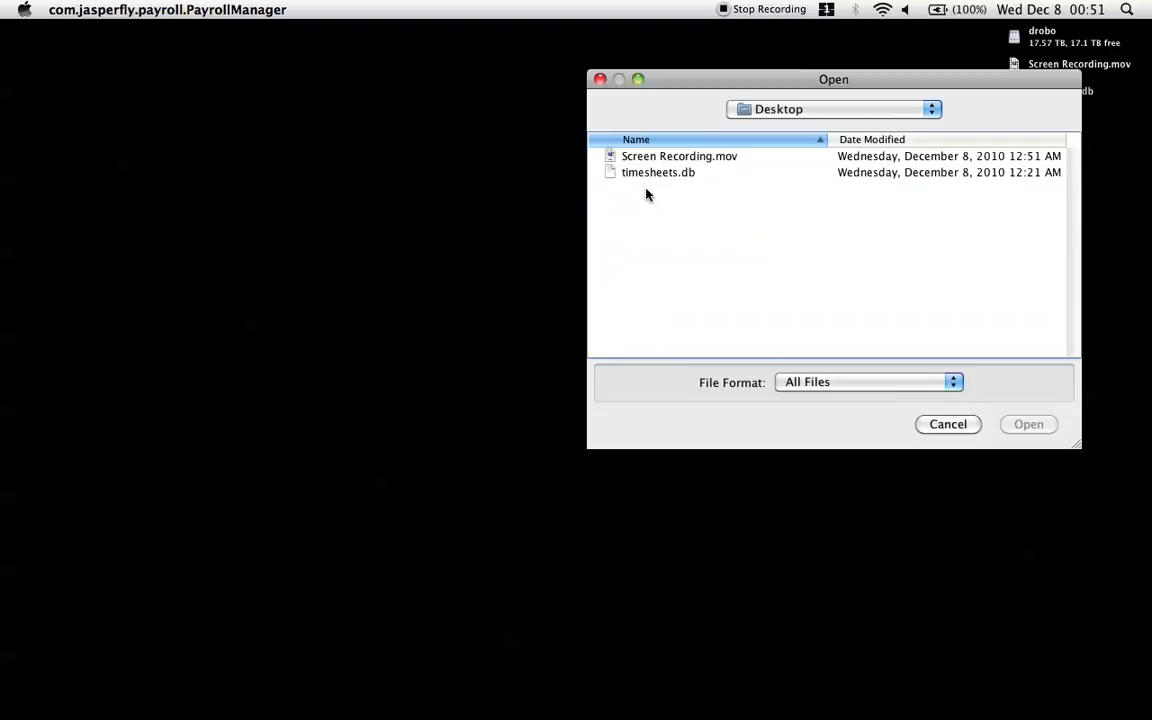 com.jasperfly.payroll.PayrollManager Stop Recording 1 (100%) Wed Dec 8 00:51
drobo
17.57 TB, 17.1 TB free
Screen Recording.mov
db
Open
Desktop
Name Date Modified
Screen Recording.mov Wednesday, December 8, 2010 12:51 AM
timesheets.db Wednesday, December 8, 2010 12:21 AM
File Format: All Files
Cancel Open